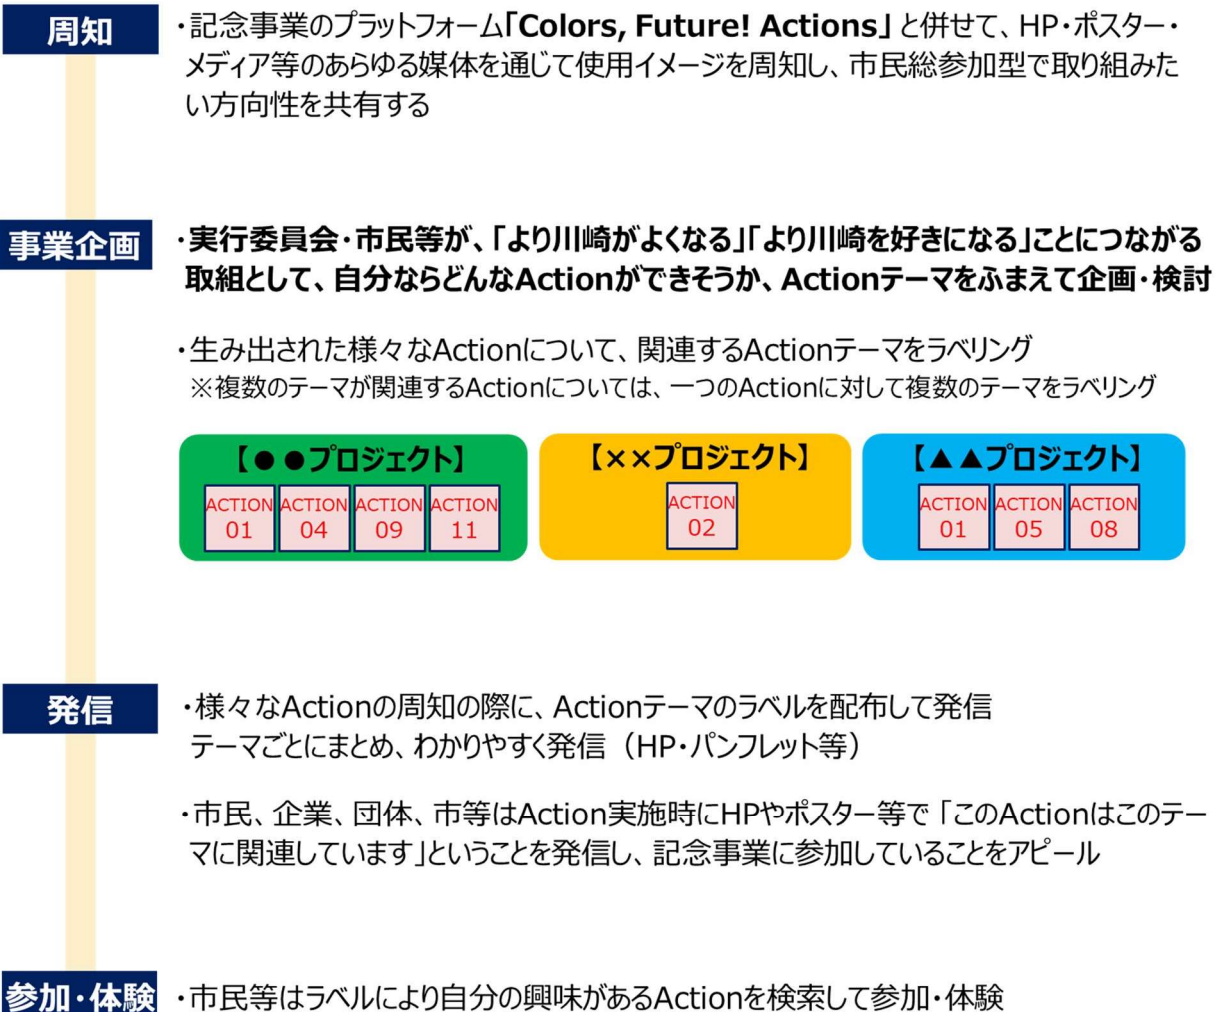 周知
・記念事業のプラットフォーム「Colors, Future! Actions」と併せて、HP・ポスター・
メディア等のあらゆる媒体を通じて使用イメージを周知し、市民総参加型で取り組みた
い方向性を共有する
事業企画
・実行委員会・市民等が、「より川崎がよくなる」「より川崎を好きになる」ことにつながる
取組として、自分ならどんなActionができそうか、Actionテーマをふまえて企画・検討
・生み出された様々なActionについて、関連するActionテーマをラベリング
※複数のテーマが関連するActionについては、一つのActionに対して複数のテーマをラベリング
【●●プロジェクト】
ACTION
01
ACTION
04
ACTION
09
ACTION
11
【××プロジェクト】
ACTION
02
【▲▲プロジェクト】
ACTION
01
ACTION
05
ACTION
08
発信
・様々なActionの周知の際に、Actionテーマのラベルを配布して発信
テーマごとにまとめ、わかりやすく発信（HP・パンフレット等）
・市民、企業、団体、市等はAction実施時にHPやポスター等で「このActionはこのテー
マに関連しています」ということを発信し、記念事業に参加していることをアピール
参加・体験
・市民等はラベルにより自分の興味があるActionを検索して参加・体験